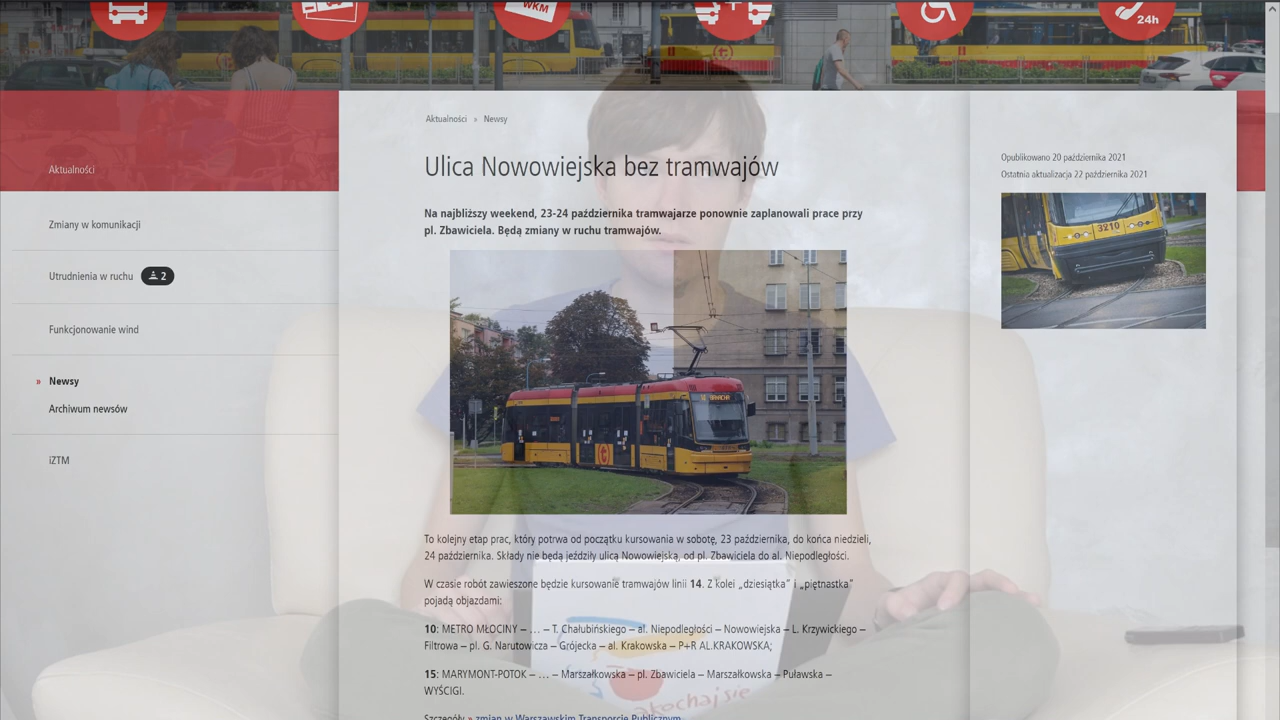 WKM
24h
Aktualności
Zmiany w komunikacji
Utrudnienia w ruchu 2
Funkcjonowanie wind
» Newsy
Archiwum newsów
iZTM
Aktualności » Newsy
Ulica Nowowiejska bez tramwajów
Na najbliższy weekend, 23-24 października tramwajarze ponownie zaplanowali prace przy
pl. Zbawiciela. Będą zmiany w ruchu tramwajów.
To kolejny etap prac, który potrwa od początku kursowania w sobotę, 23 października, do końca niedzieli,
24 października. Składy nie będą jeździły ulicą Nowowiejską, od pl. Zbawiciela do al. Niepodległości.
W czasie robót zawieszone będzie kursowanie tramwajów linii 14. Z kolei „dziesiątka” i „piętnastka”
pojadą objazdami:
10: METRO MŁOCINY – … – T. Chałubińskiego – al. Niepodległości – Nowowiejska – L. Krzywickiego –
Filtrowa – pl. G. Narutowicza – Grójecka – al. Krakowska – P+R AL.KRAKOWSKA;
15: MARYMONT-POTOK – … – Marszałkowska – pl. Zbawiciela – Marszałkowska – Puławska –
WYŚCIGI.
Szczegóły » zmian w Warszawskim Transporcie Publicznym
Opublikowano 20 października 2021
Ostatnia aktualizacja 22 października 2021
3210